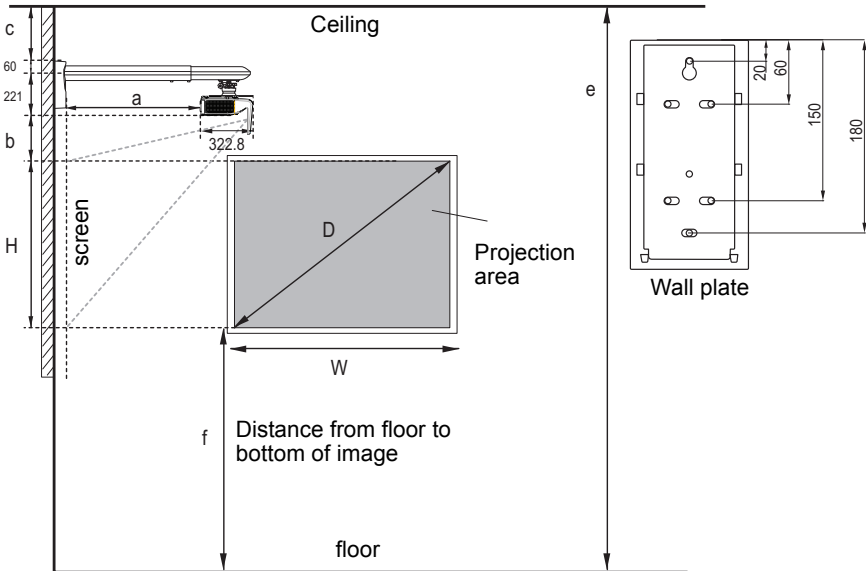 Ceiling
c
60
221
a
b
322.8
e
H
screen
D
Projection
area
W
f
Distance from floor to
bottom of image
floor
20
60
150
180
Wall plate